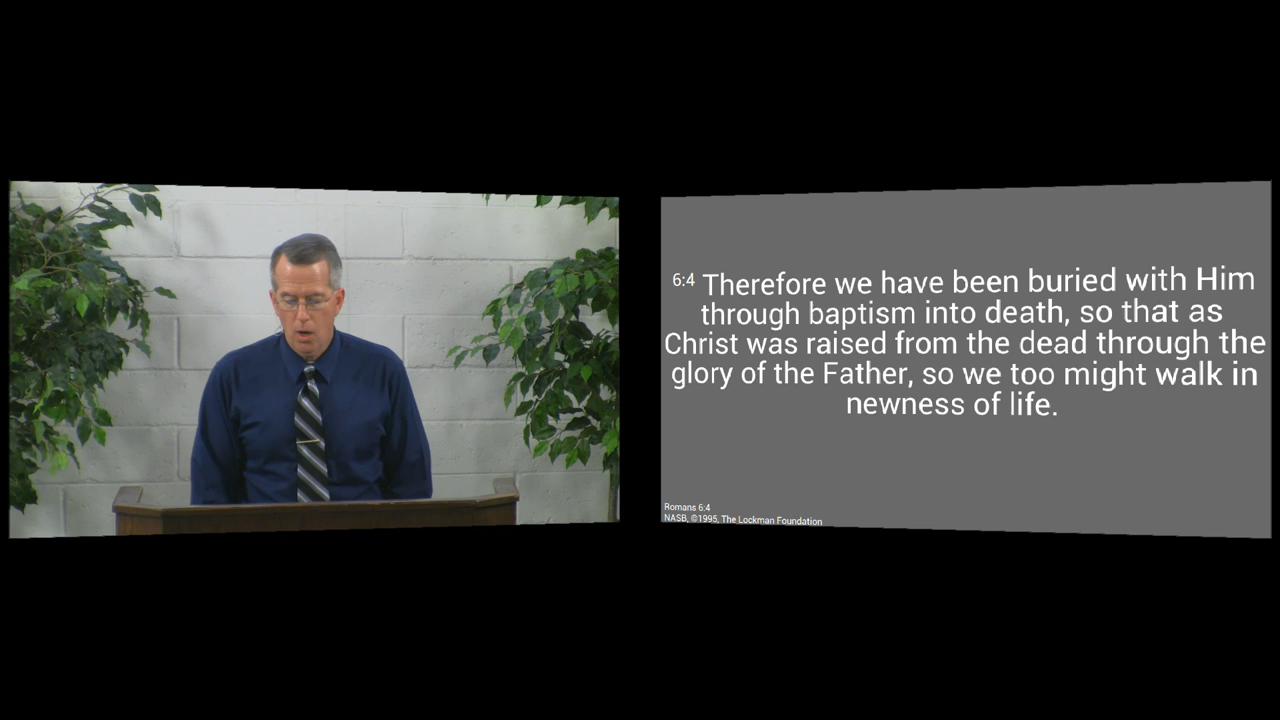 6:4 Therefore we have been buried with Him
through baptism into death, so that as
Christ was raised from the dead through the
glory of the Father, so we too might walk in
newness of life.
Romans 6:4
NASB, ©1995, The Lockman Foundation